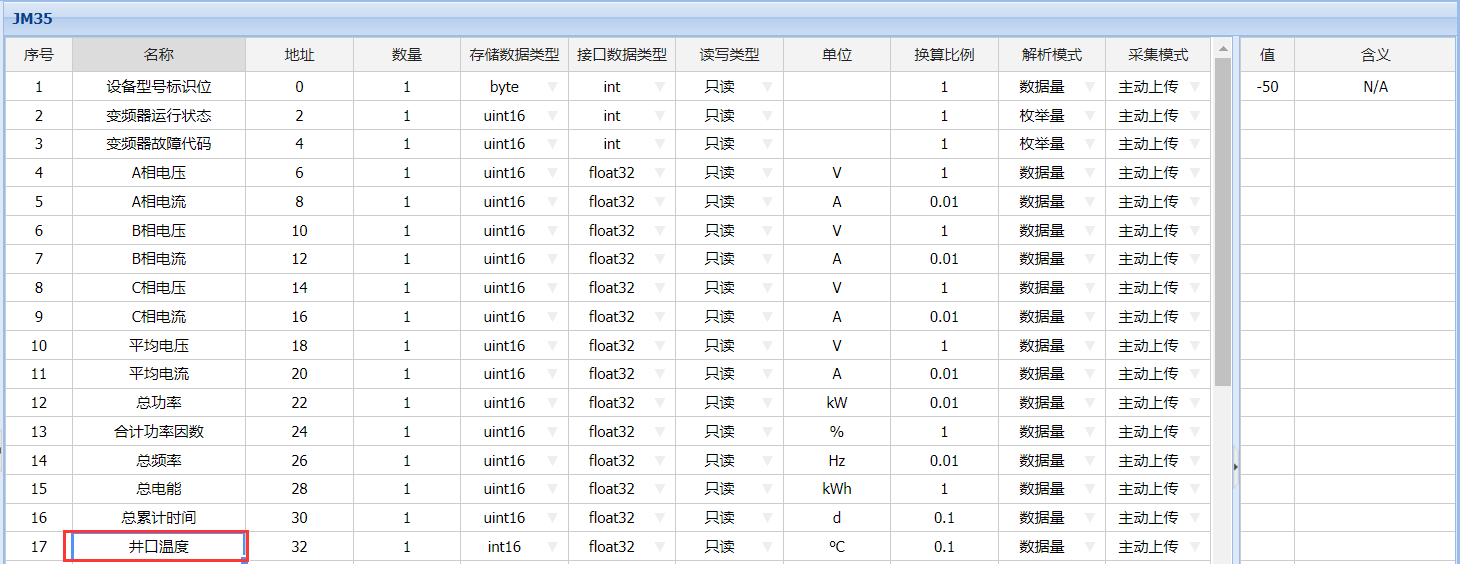 JM35
序号 名称 地址 数量 存储数据类型 接口数据类型 读写类型 单位 换算比例 解析模式 采集模式 值 含义
1 设备型号标识位 0 1 byte int 只读 1 数据量 主动上传 -50 N/A
2 变频器运行状态 2 1 uint16 int 只读 1 枚举量 主动上传
3 变频器故障代码 4 1 uint16 int 只读 1 枚举量 主动上传
4 A相电压 6 1 uint16 float32 只读 V 1 数据量 主动上传
5 A相电流 8 1 uint16 float32 只读 A 0.01 数据量 主动上传
6 B相电压 10 1 uint16 float32 只读 V 1 数据量 主动上传
7 B相电流 12 1 uint16 float32 只读 A 0.01 数据量 主动上传
8 C相电压 14 1 uint16 float32 只读 V 1 数据量 主动上传
9 C相电流 16 1 uint16 float32 只读 A 0.01 数据量 主动上传
10 平均电压 18 1 uint16 float32 只读 V 1 数据量 主动上传
11 平均电流 20 1 uint16 float32 只读 A 0.01 数据量 主动上传
12 总功率 22 1 uint16 float32 只读 kW 0.01 数据量 主动上传
13 合计功率因数 24 1 uint16 float32 只读 % 1 数据量 主动上传
14 总频率 26 1 uint16 float32 只读 Hz 0.01 数据量 主动上传
15 总电能 28 1 uint16 float32 只读 kWh 1 数据量 主动上传
16 总累计时间 30 1 uint16 float32 只读 d 0.1 数据量 主动上传
17 井口温度 32 1 int16 float32 只读 ℃ 0.1 数据量 主动上传